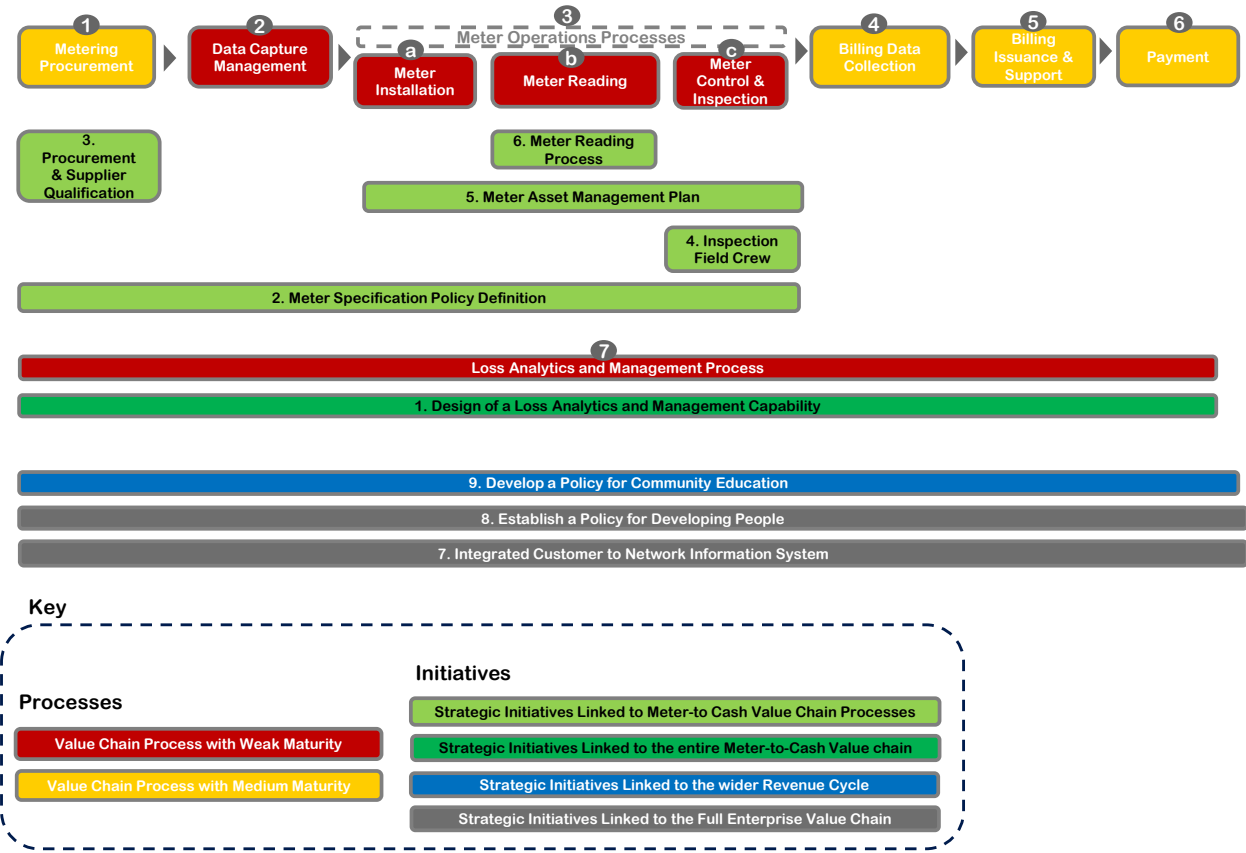 1
Metering
Procurement
2
Data Capture
Management
3
Meter Operations Processes
a
Meter
Installation
b
Meter Reading
c
Meter
Control &
Inspection
4
Billing Data
Collection
5
Billing
Issuance &
Support
6
Payment
3.
Procurement
& Supplier
Qualification
6. Meter Reading
Process
5. Meter Asset Management Plan
4. Inspection
Field Crew
2. Meter Specification Policy Definition
7
Loss Analytics and Management Process
1. Design of a Loss Analytics and Management Capability
9. Develop a Policy for Community Education
8. Establish a Policy for Developing People
7. Integrated Customer to Network Information System
Key
Processes
Value Chain Process with Weak Maturity
Value Chain Process with Medium Maturity
Initiatives
Strategic Initiatives Linked to Meter-to Cash Value Chain Processes
Strategic Initiatives Linked to the entire Meter-to-Cash Value chain
Strategic Initiatives Linked to the wider Revenue Cycle
Strategic Initiatives Linked to the Full Enterprise Value Chain